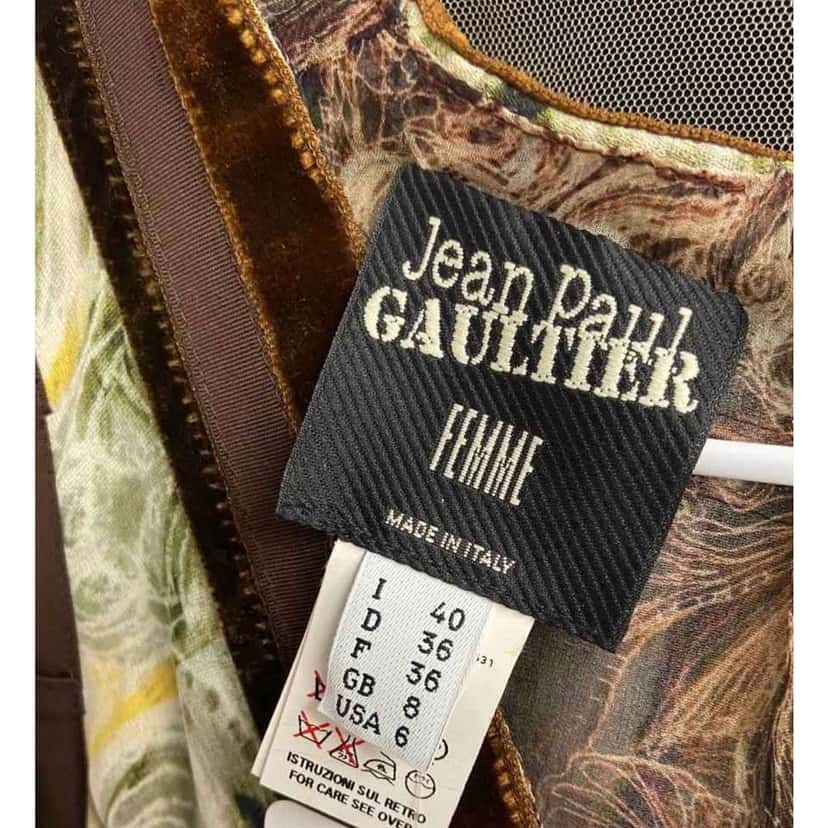 Jean Paul
GAULTIER
FEMME
MADE IN ITALY
I 40
D 36
F 36
GB 8
USA 6
531
ISTRUZIONI SUL RETRO
FOR CARE SEE OVER